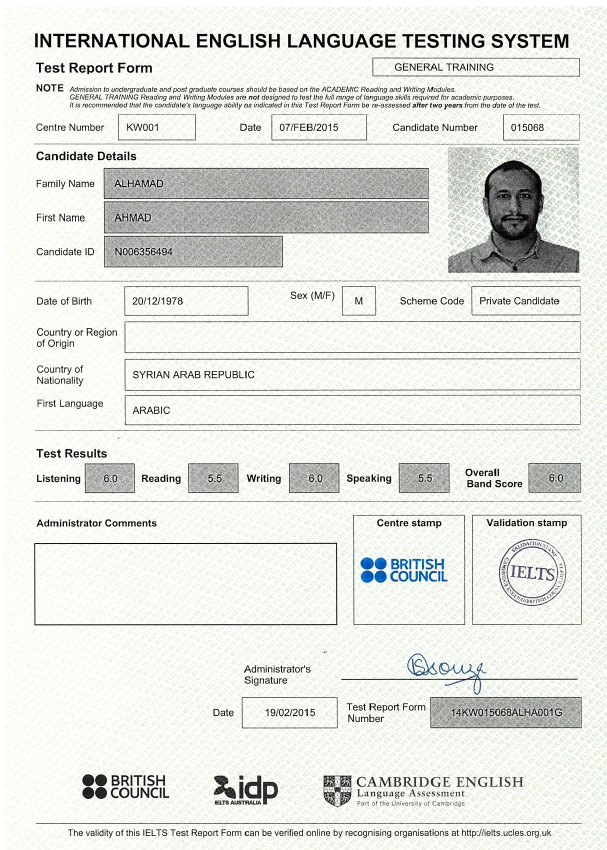 INTERNATIONAL ENGLISH LANGUAGE TESTING SYSTEM
Test Report Form
GENERAL TRAINING
NOTE Admission to undergraduate and post graduate courses should be based on the ACADEMIC Reading and Writing Modules.
GENERAL TRAINING Reading and Writing Modules are not designed to test the full range of language skills required for academic purposes.
It is recommended that the candidate's language ability as indicated in this Test Report Form be re-assessed after two years from the date of the test.
Centre Number KW001 Date 07/FEB/2015 Candidate Number 015068
Candidate Details
Family Name ALHAMAD
First Name AHMAD
Candidate ID N006356494
Date of Birth 20/12/1978 Sex (M/F) M Scheme Code Private Candidate
Country or Region
of Origin
Country of
Nationality SYRIAN ARAB REPUBLIC
First Language ARABIC
Test Results
Listening 6.0 Reading 5.5 Writing 6.0 Speaking 5.5 Overall
Band Score 6.0
Administrator Comments
Centre stamp
BRITISH
COUNCIL
Validation stamp
VALIDATION STAMP
IELTS
Administrator's
Signature
Date 19/02/2015
Test Report Form
Number 14KW015068ALHA001G
BRITISH
COUNCIL
idp
IELTS AUSTRALIA
CAMBRIDGE ENGLISH
Language Assessment
Part of the University of Cambridge
The validity of this IELTS Test Report Form can be verified online by recognising organisations at http://ielts.ucles.org.uk